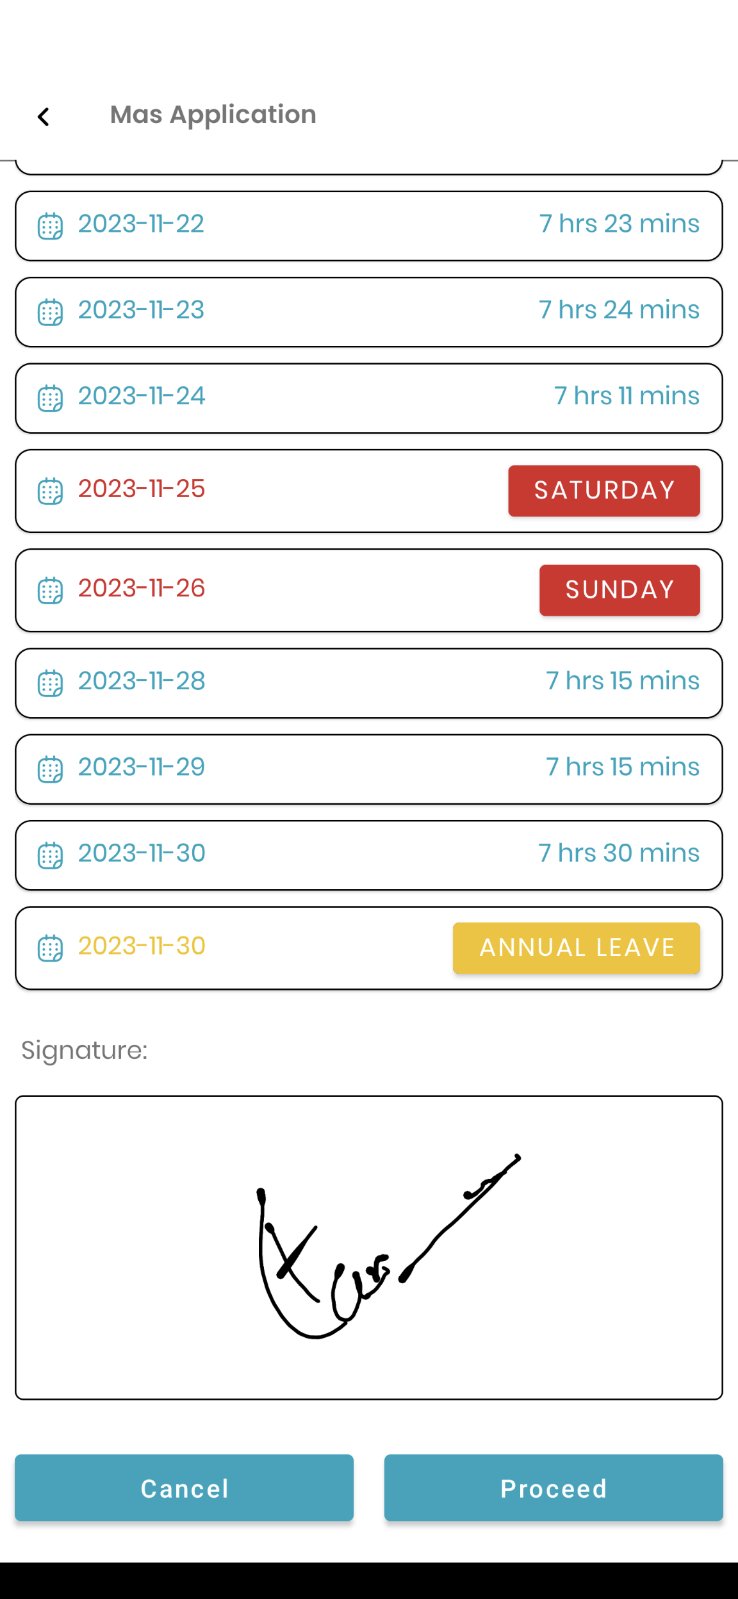 Mas Application
2023-11-22 7 hrs 23 mins
2023-11-23 7 hrs 24 mins
2023-11-24 7 hrs 11 mins
2023-11-25 SATURDAY
2023-11-26 SUNDAY
2023-11-28 7 hrs 15 mins
2023-11-29 7 hrs 15 mins
2023-11-30 7 hrs 30 mins
2023-11-30 ANNUAL LEAVE
Signature:
Cancel Proceed